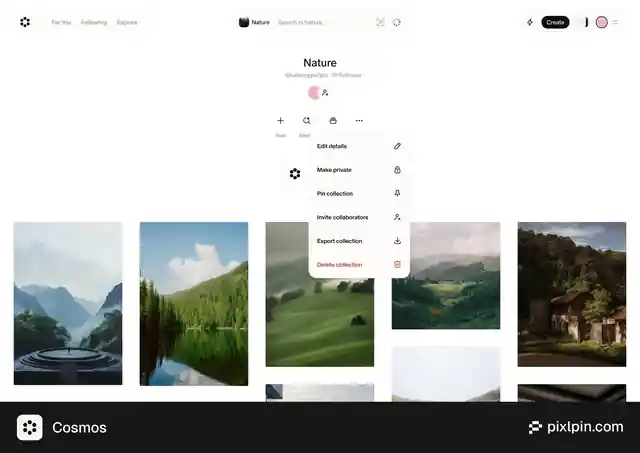 For You
Following
Explore
Nature
Search in Nature...
Create
Nature
Edit details
Make private
Pin collection
Invite collaborators
Export collection
Delete collection
Cosmos
pixlpin.com